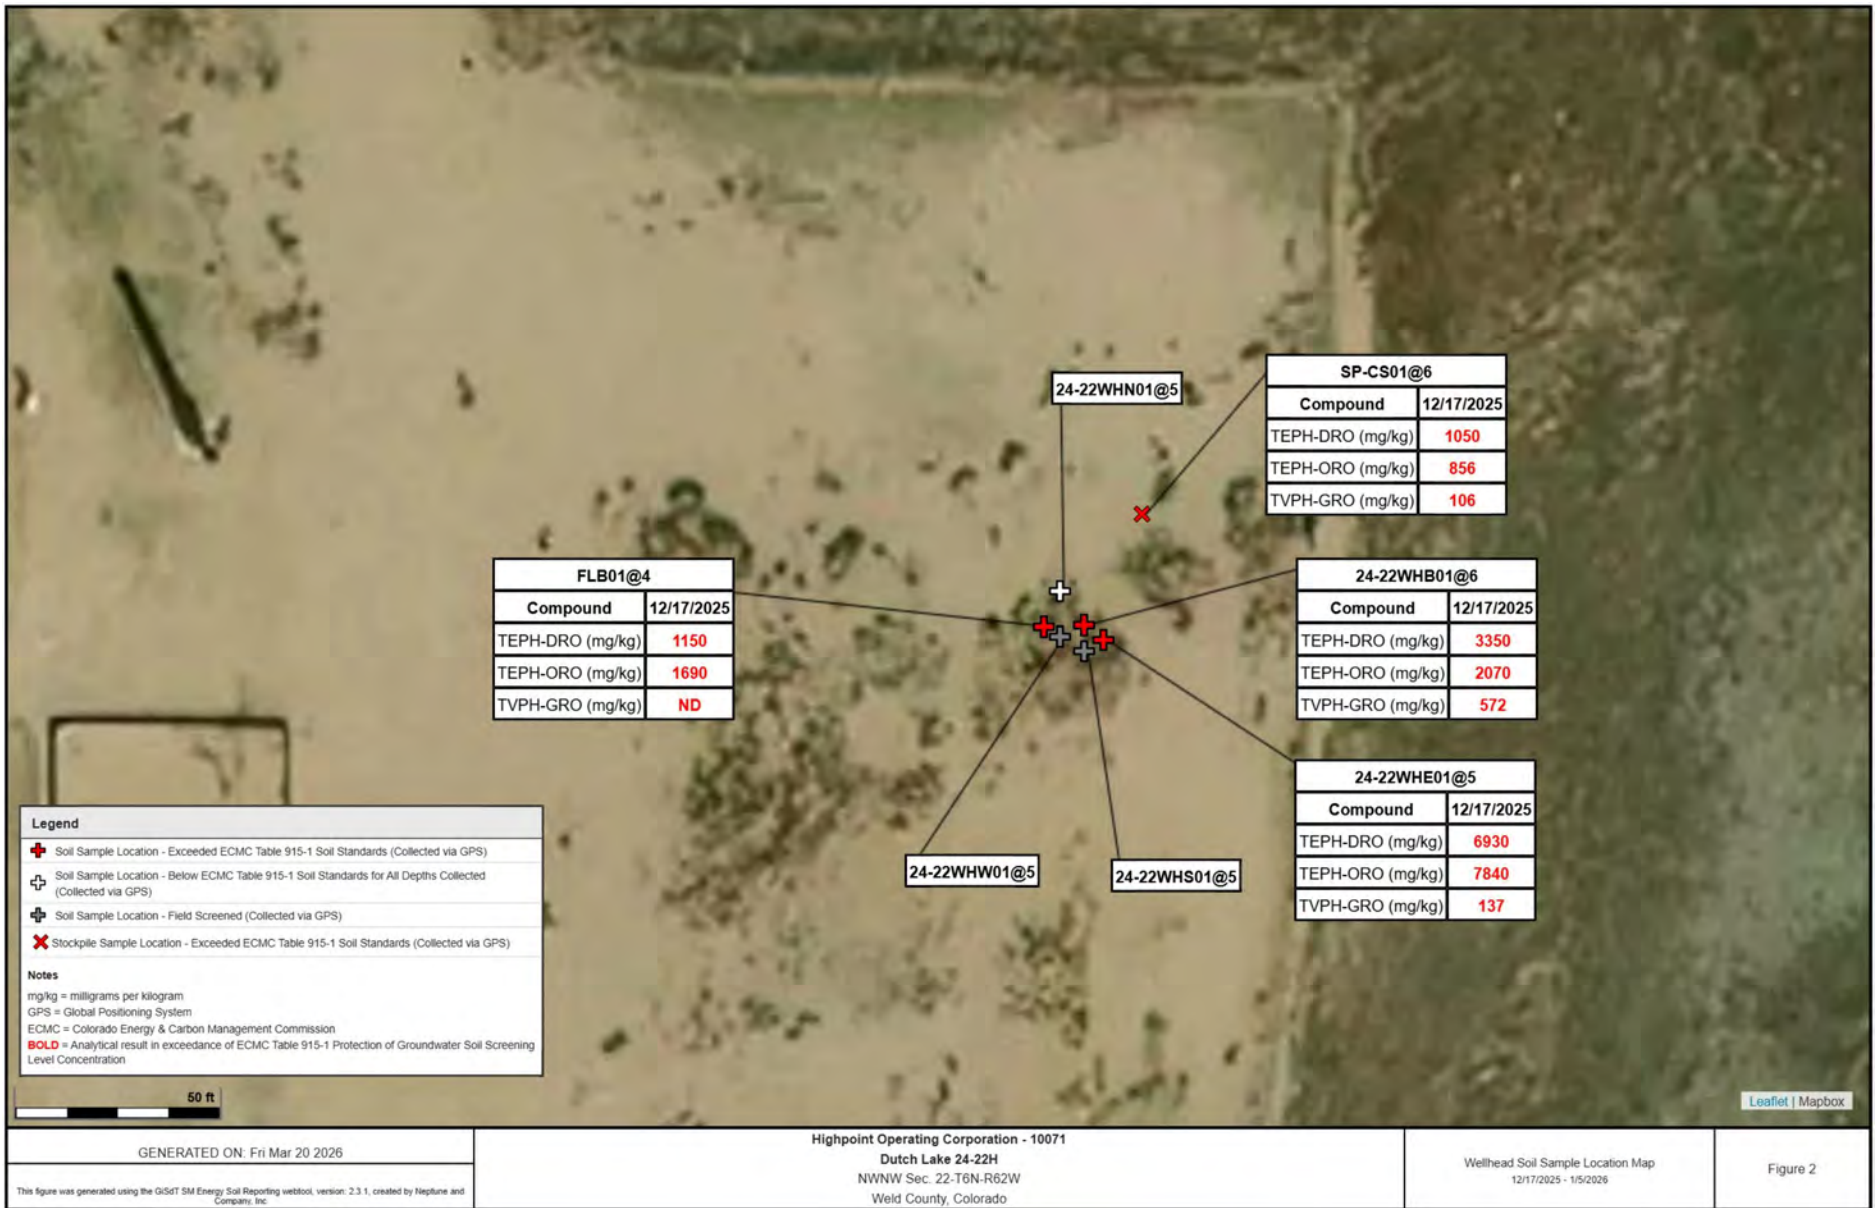 24-22WHN01@5
SP-CS01@6
Compound 12/17/2025
TEPH-DRO (mg/kg) 1050
TEPH-ORO (mg/kg) 856
TVPH-GRO (mg/kg) 106
FLB01@4
Compound 12/17/2025
TEPH-DRO (mg/kg) 1150
TEPH-ORO (mg/kg) 1690
TVPH-GRO (mg/kg) ND
24-22WHB01@6
Compound 12/17/2025
TEPH-DRO (mg/kg) 3350
TEPH-ORO (mg/kg) 2070
TVPH-GRO (mg/kg) 572
24-22WHE01@5
Compound 12/17/2025
TEPH-DRO (mg/kg) 6930
TEPH-ORO (mg/kg) 7840
TVPH-GRO (mg/kg) 137
24-22WHW01@5
24-22WHS01@5
Legend
Soil Sample Location - Exceeded ECMC Table 915-1 Soil Standards (Collected via GPS)
Soil Sample Location - Below ECMC Table 915-1 Soil Standards for All Depths Collected
(Collected via GPS)
Soil Sample Location - Field Screened (Collected via GPS)
Stockpile Sample Location - Exceeded ECMC Table 915-1 Soil Standards (Collected via GPS)
Notes
mg/kg = milligrams per kilogram
GPS = Global Positioning System
ECMC = Colorado Energy & Carbon Management Commission
BOLD = Analytical result in exceedance of ECMC Table 915-1 Protection of Groundwater Soil Screening
Level Concentration
50 ft
Leaflet | Mapbox
GENERATED ON: Fri Mar 20 2026
This figure was generated using the GiSdT SM Energy Soil Reporting webtool, version: 2.3.1, created by Neptune and
Company, Inc
Highpoint Operating Corporation - 10071
Dutch Lake 24-22H
NWNW Sec. 22-T6N-R62W
Weld County, Colorado
Wellhead Soil Sample Location Map
12/17/2025 - 1/5/2026
Figure 2